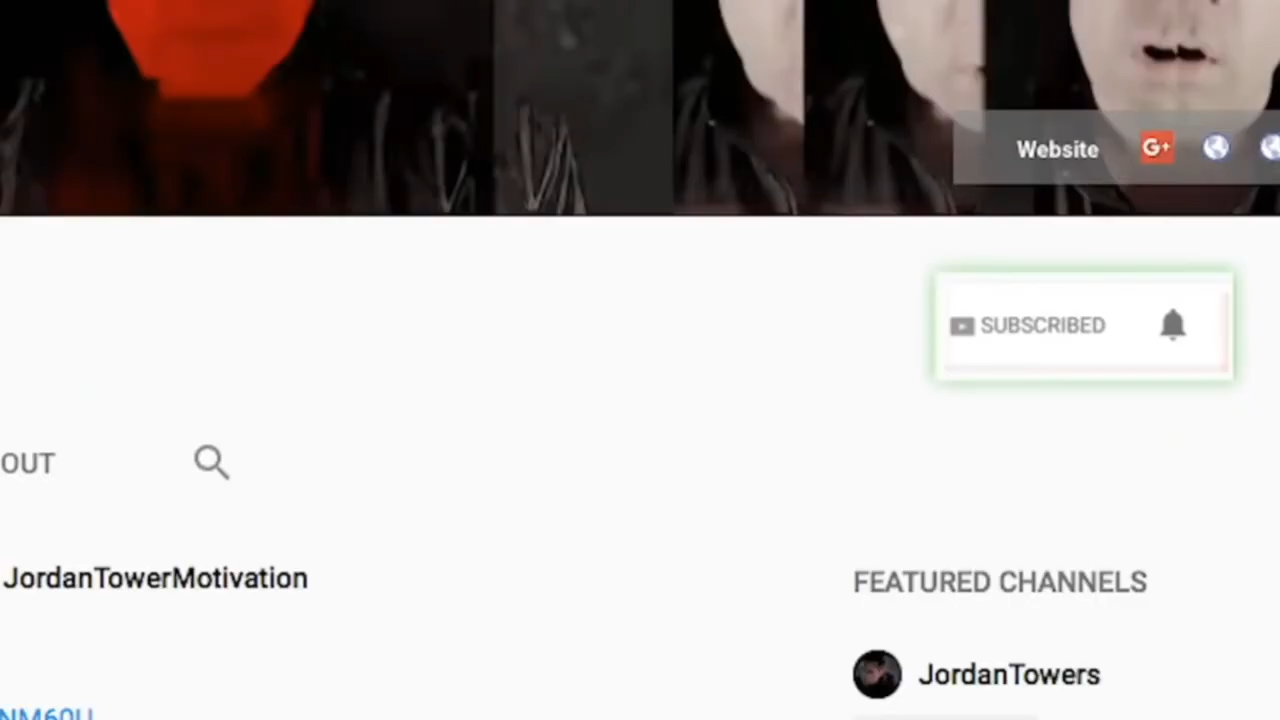 Website G+
SUBSCRIBED
OUT
JordanTowerMotivation
FEATURED CHANNELS
JordanTowers